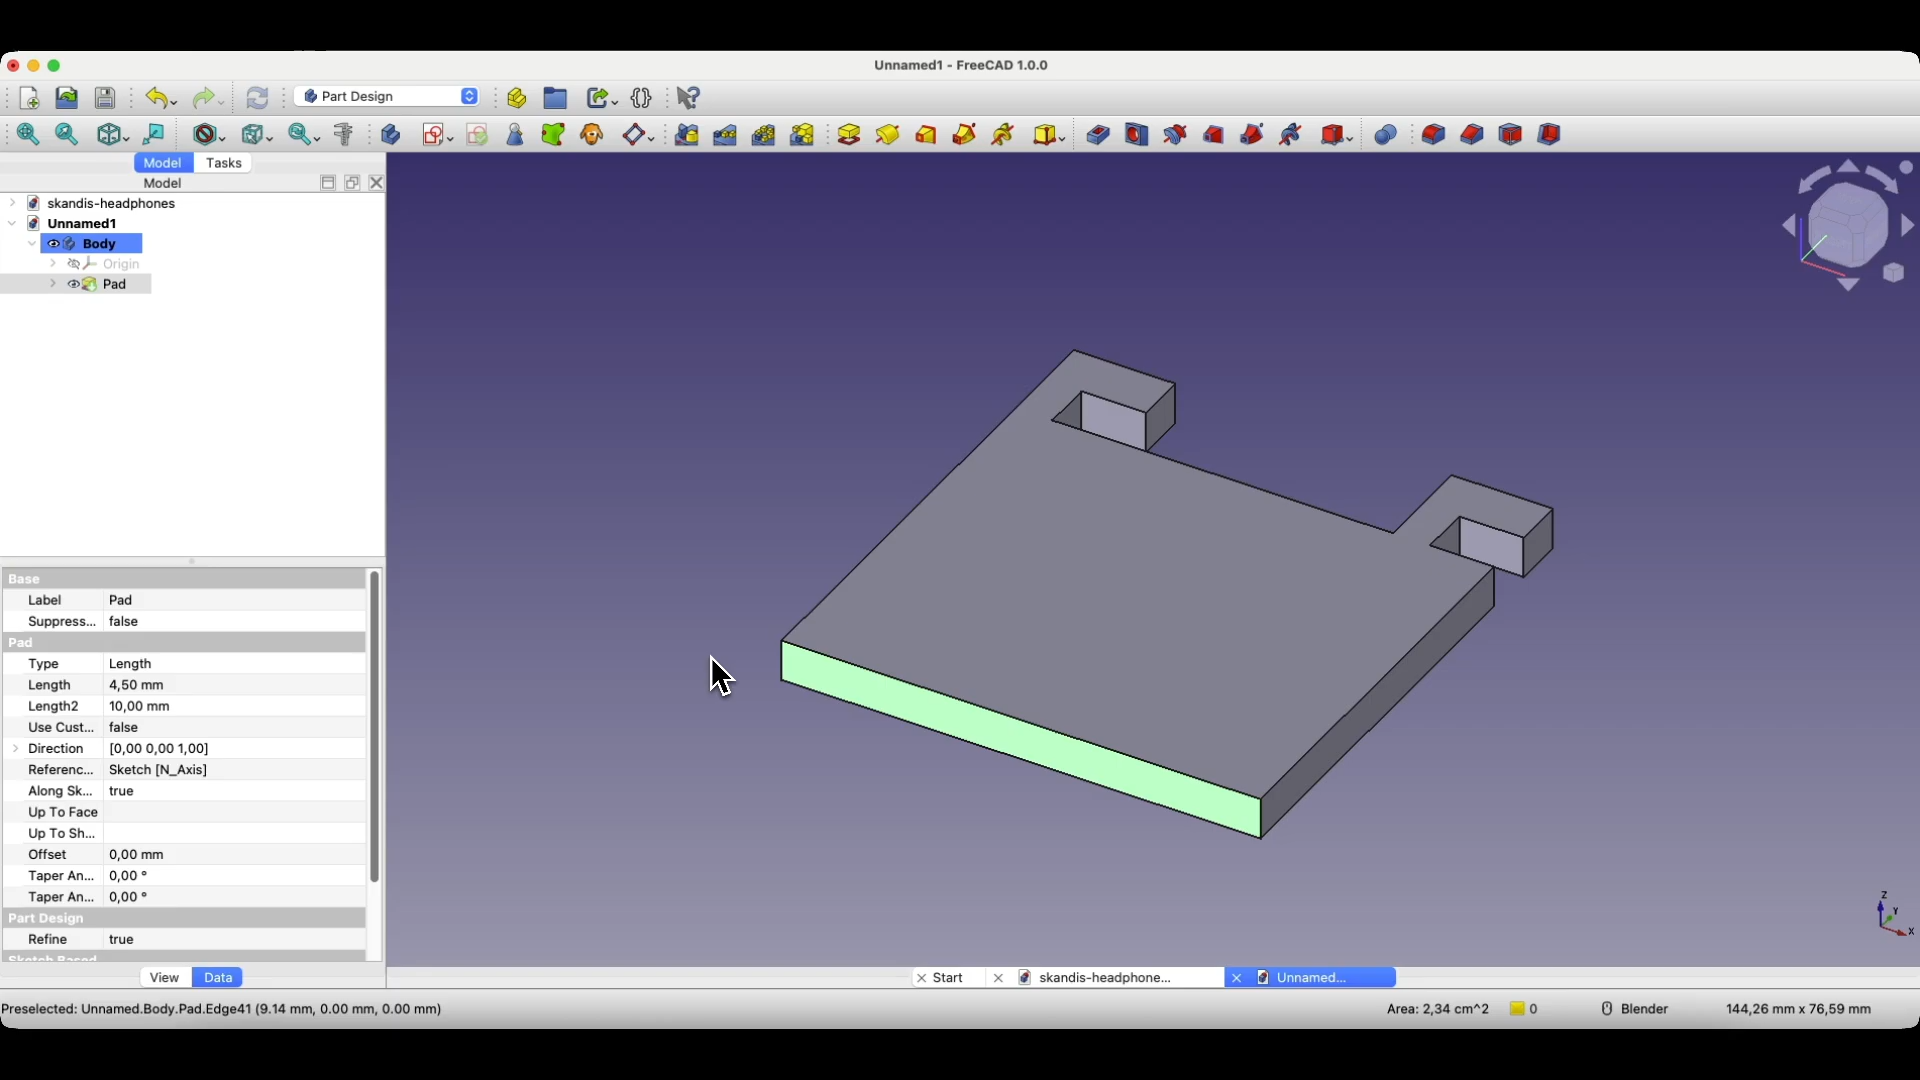 Unnamed1 - FreeCAD 1.0.0
Part Design
Model Tasks
Model
skandis-headphones
Unnamed1
Body
Origin
Pad
Base
Label Pad
Suppress... false
Pad
Type Length
Length 4,50 mm
Length2 10,00 mm
Use Cust... false
Direction [0,00 0,00 1,00]
Referenc... Sketch [N_Axis]
Along Sk... true
Up To Face
Up To Sh...
Offset 0,00 mm
Taper An... 0,00 °
Taper An... 0,00 °
Part Design
Refine true
Sketch Based
View Data
Start skandis-headphone... Unnamed...
Preselected: Unnamed.Body.Pad.Edge41 (9.14 mm, 0.00 mm, 0.00 mm) Area: 2,34 cm^2 0 Blender 144,26 mm x 76,59 mm
Z
Y
X